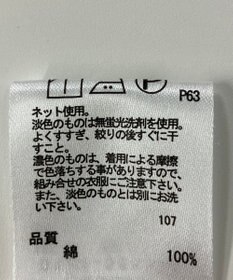 P63
ネット使用。
淡色のものは無蛍光洗剤を使用。
よくすすぎ、絞りの後すぐに干
すこと。
濃色のものは、着用による摩擦
で色落ちする事がありますので、
組み合せの衣服にご注意下さい。
また、淡色のものとは別にお洗
い下さい。
107
品質
綿 100%